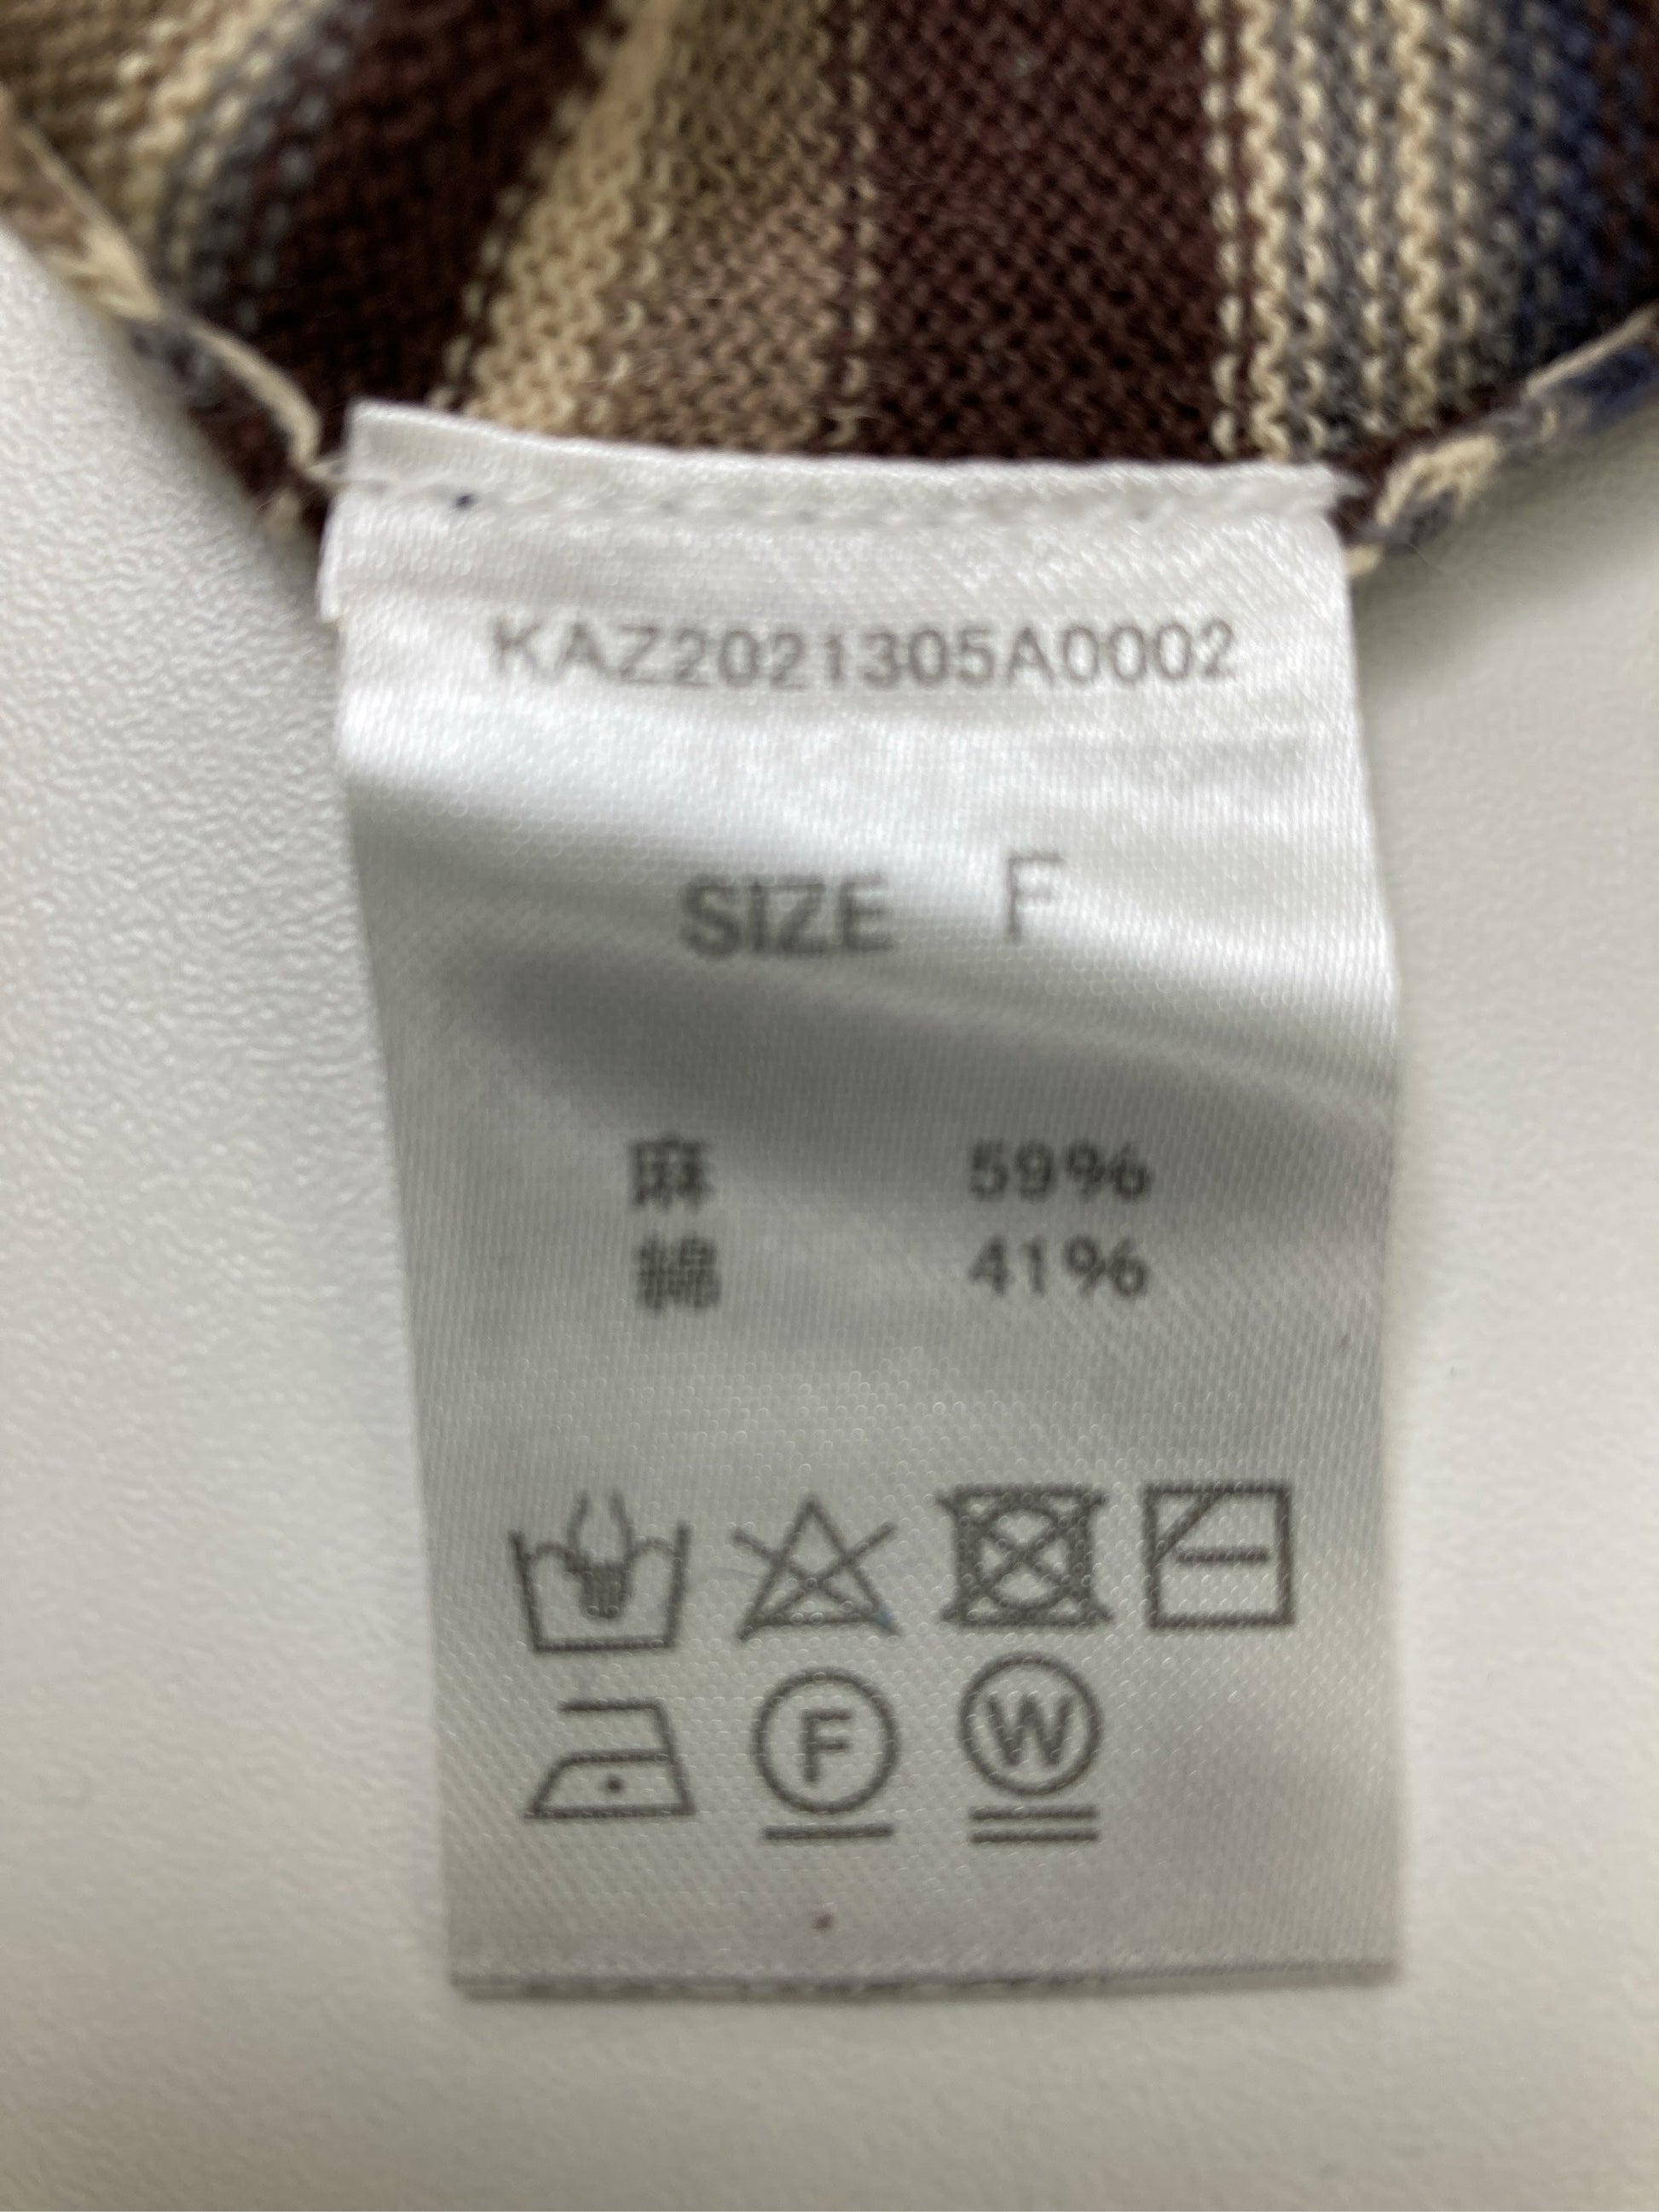 KAZ2021305A0002
SIZE F
麻 59%
綿 41%
F W